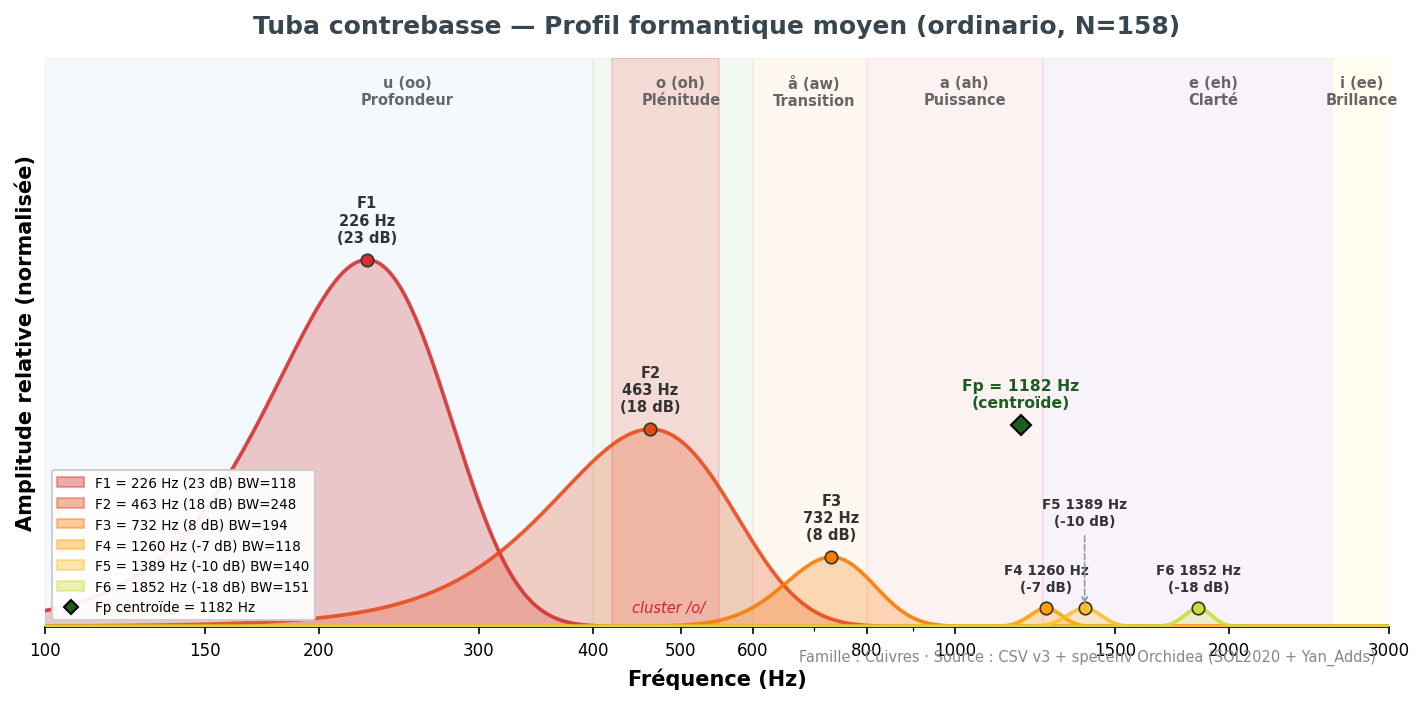 Tuba contrebasse — Profil formantique moyen (ordinario, N=158)
u (oo)
Profondeur
o (oh)
Plénitude
å (aw)
Transition
a (ah)
Puissance
e (eh)
Clarté
i (ee)
Brillance
Amplitude relative (normalisée)
F1
226 Hz
(23 dB)
F2
463 Hz
(18 dB)
F3
732 Hz
(8 dB)
Fp = 1182 Hz
(centroïde)
F5 1389 Hz
(-10 dB)
F4 1260 Hz
(-7 dB)
F6 1852 Hz
(-18 dB)
F1 = 226 Hz (23 dB) BW=118
F2 = 463 Hz (18 dB) BW=248
F3 = 732 Hz (8 dB) BW=194
F4 = 1260 Hz (-7 dB) BW=118
F5 = 1389 Hz (-10 dB) BW=140
F6 = 1852 Hz (-18 dB) BW=151
Fp centroïde = 1182 Hz
cluster /o/
100 150 200 300 400 500 600 800 1000 1500 2000 3000
Famille : Cuivres · Source : CSV v3 + specenv Orchidea (SOL2020 + Yan_Adds)
Fréquence (Hz)